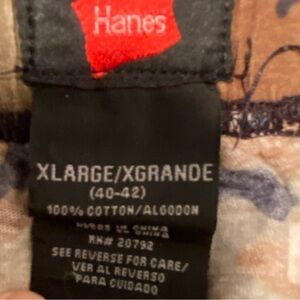 Hanes
XLARGE/XGRANDE
(40-42)
100% COTTON/ALGODON
RN# 20792
SEE REVERSE FOR CARE/
VER AL REVERSO
PARA CUIDADO